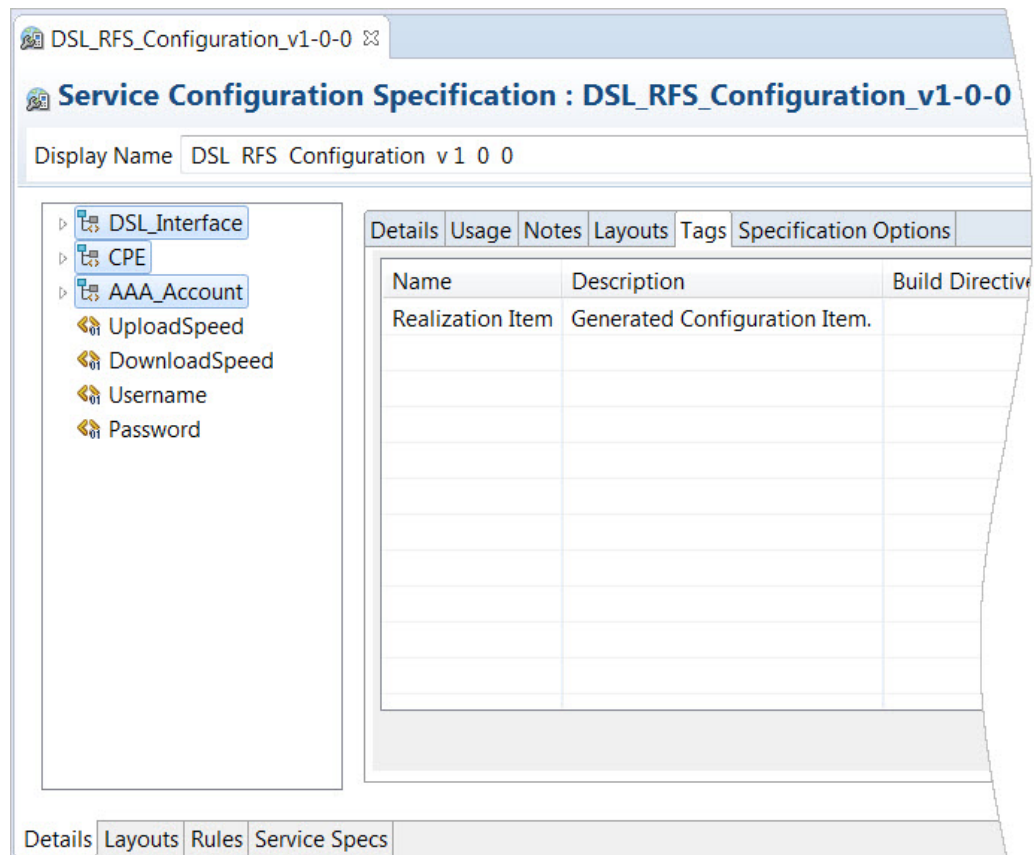 DSL_RFS_Configuration_v1-0-0
Service Configuration Specification : DSL_RFS_Configuration_v1-0-0
Display Name DSL RFS Configuration v 1 0 0
DSL_Interface
CPE
AAA_Account
UploadSpeed
DownloadSpeed
Username
Password
Details Usage Notes Layouts Tags Specification Options
Name Description Build Directive
Realization Item Generated Configuration Item.
Details Layouts Rules Service Specs